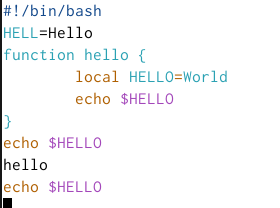 #!/bin/bash
HELL=Hello
function hello {
        local HELLO=World
        echo $HELLO
}
echo $HELLO
hello
echo $HELLO